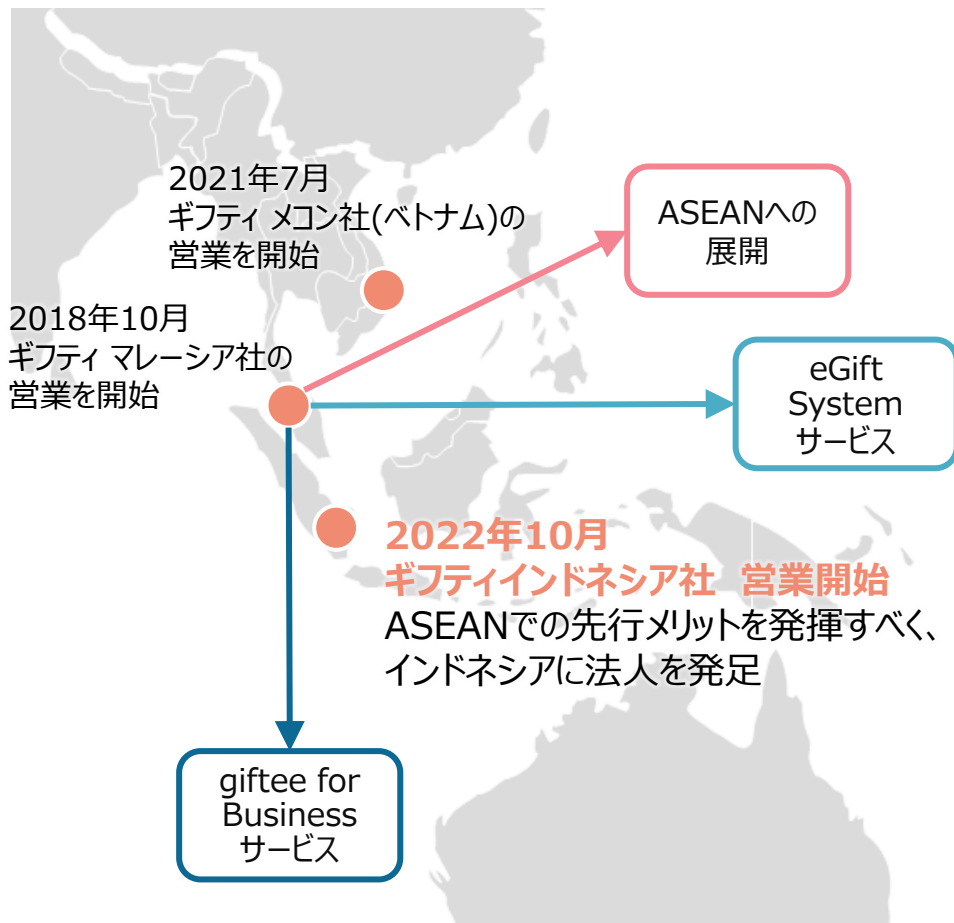 2021年7月
ギフティ メコン社(ベトナム)の
営業を開始
ASEANへの
展開
2018年10月
ギフティ マレーシア社の
営業を開始
eGift
System
サービス
2022年10月
ギフティインドネシア社　営業開始
ASEANでの先行メリットを発揮すべく、
インドネシアに法人を発足
giftee for
Business
サービス